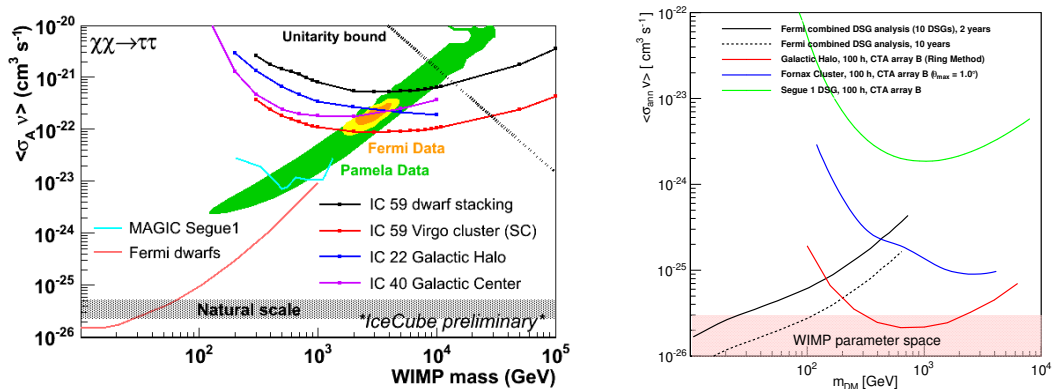 χχ→ττ
Unitarity bound
Fermi Data
Pamela Data
MAGIC Segue1
Fermi dwarfs
IC 59 dwarf stacking
IC 59 Virgo cluster (SC)
IC 22 Galactic Halo
IC 40 Galactic Center
Natural scale
*IceCube preliminary*
<σ_A ν> (cm³ s⁻¹)
10⁻²⁰
10⁻²¹
10⁻²²
10⁻²³
10⁻²⁴
10⁻²⁵
10⁻²⁶
10² 10³ 10⁴ 10⁵
WIMP mass (GeV)
<σ_ann ν> [ cm³ s⁻¹]
10⁻²²
10⁻²³
10⁻²⁴
10⁻²⁵
10⁻²⁶
Fermi combined DSG analysis (10 DSGs), 2 years
Fermi combined DSG analysis, 10 years
Galactic Halo, 100 h, CTA array B (Ring Method)
Fornax Cluster, 100 h, CTA array B (θ_max = 1.0°)
Segue 1 DSG, 100 h, CTA array B
WIMP parameter space
10² 10³ 10⁴
m_DM [GeV]